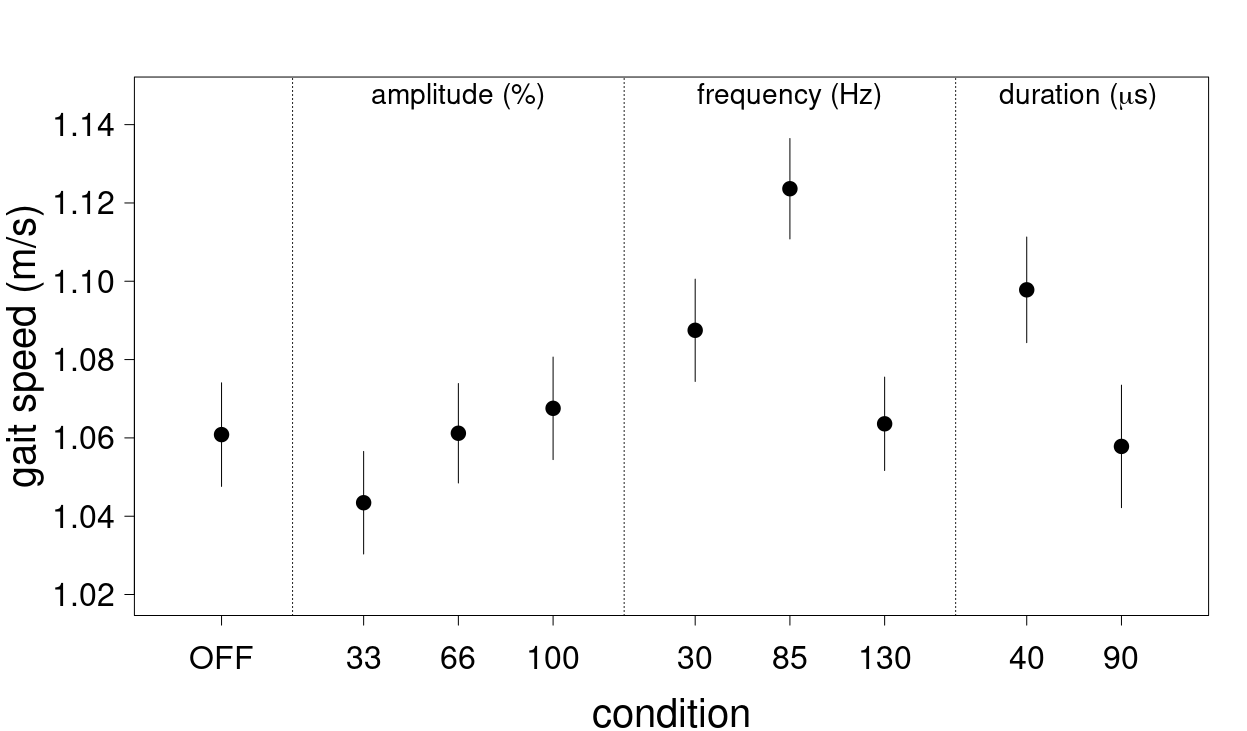 amplitude (%)
frequency (Hz)
duration (μs)
1.14
1.12
1.10
1.08
1.06
1.04
1.02
gait speed (m/s)
OFF 33 66 100 30 85 130 40 90
condition